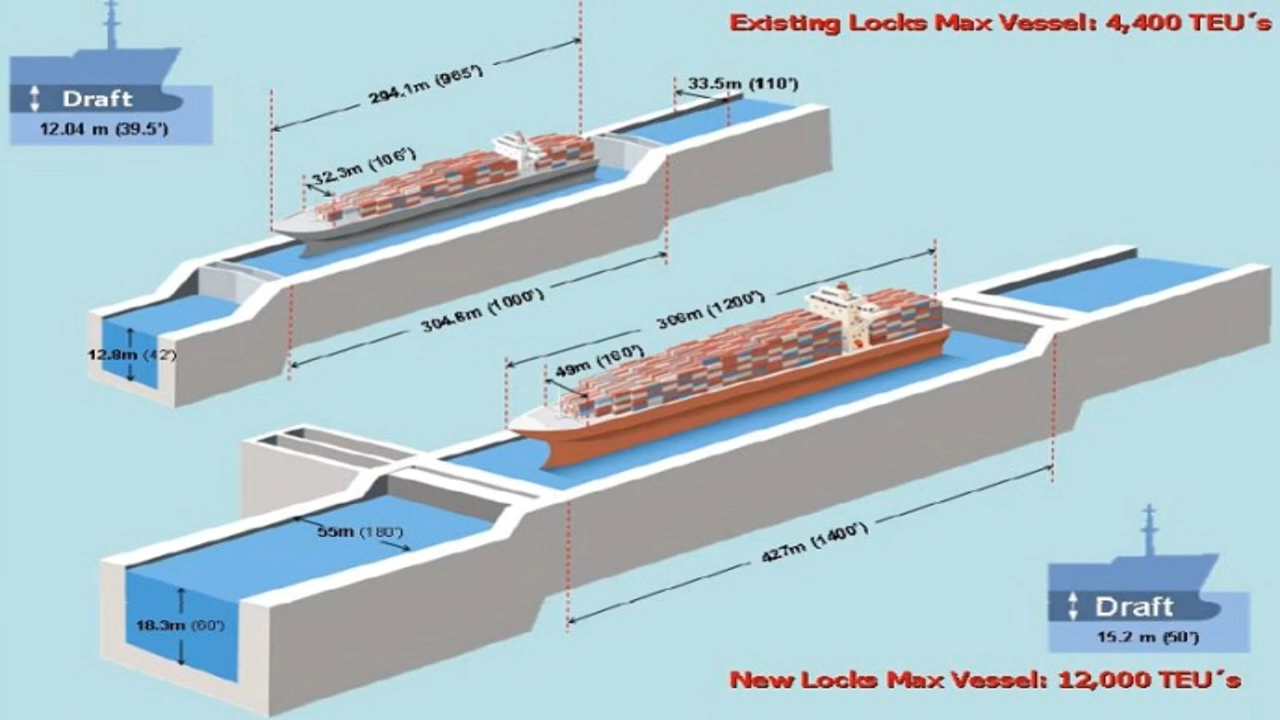 Existing Locks Max Vessel: 4,400 TEU´s
Draft
12.04 m (39.5')
294.1m (965')
33.5m (110')
32.3m (106')
304.8m (1000')
12.8m (42')
366m (1200')
49m (160')
55m (180')
427m (1400')
18.3m (60')
Draft
15.2 m (50')
New Locks Max Vessel: 12,000 TEU´s